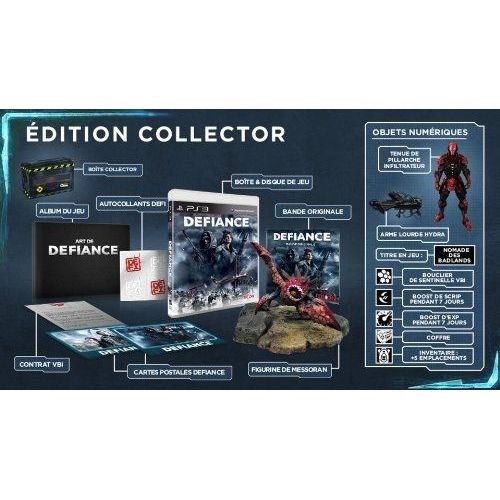 ÉDITION COLLECTOR
BOÎTE COLLECTOR
ALBUM DU JEU
AUTOCOLLANTS DEFI
BOÎTE & DISQUE DE JEU
BANDE ORIGINALE
ART OF
DEFIANCE
PS3
DEFIANCE
DEFIANCE
DEFIANCE
DEFIANCE
CONTRAT VBI
CARTES POSTALES DEFIANCE
FIGURINE DE MESSORAN
OBJETS NUMÉRIQUES
TENUE DE
PILLARCHE
INFILTRATEUR
ARME LOURDE HYDRA
TITRE EN JEU :
NOMADE
DES
BADLANDS
BOUCLIER
DE SENTINELLE VBI
BOOST DE SCRIP
PENDANT 7 JOURS
BOOST D'EXP
PENDANT 7 JOURS
COFFRE
INVENTAIRE :
+5 EMPLACEMENTS